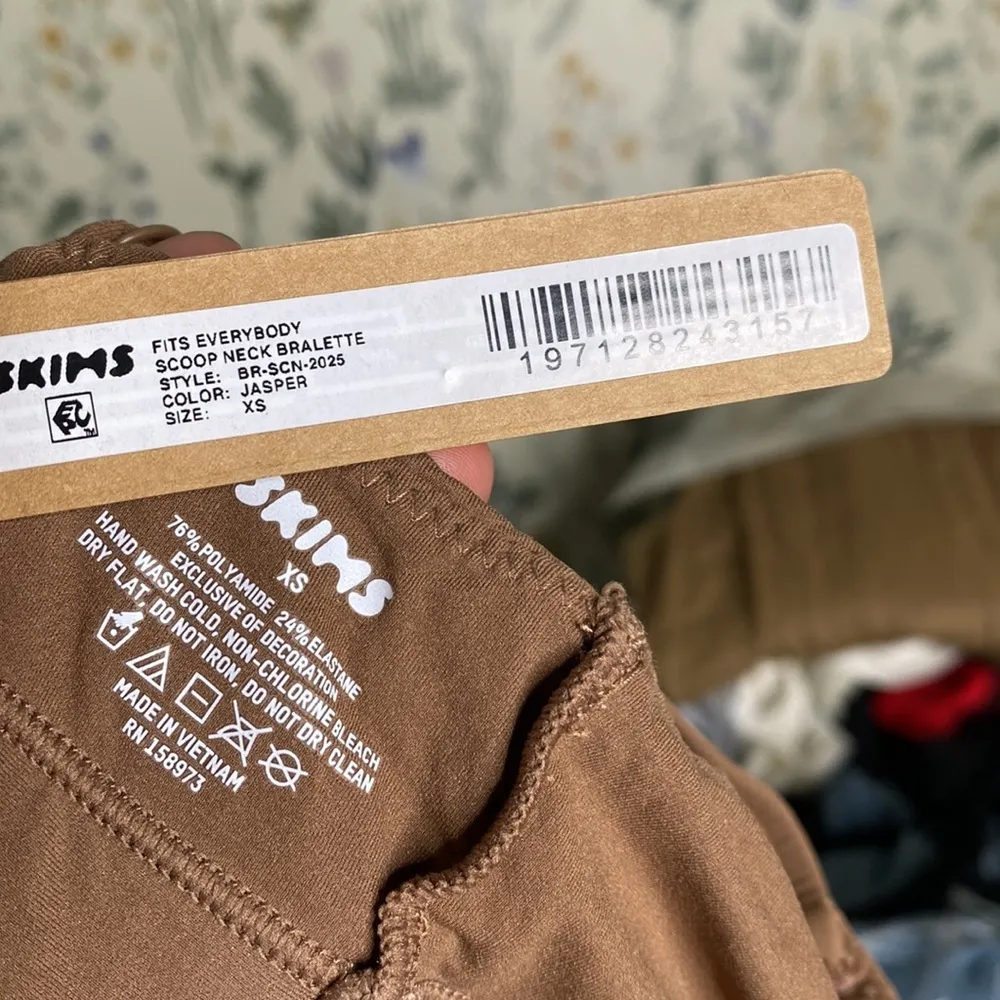 SKIMS
FITS EVERYBODY
SCOOP NECK BRALETTE
STYLE: BR-SCN-2025
COLOR: JASPER
SIZE: XS
197128243157
SKIMS
XS
76% POLYAMIDE 24% ELASTANE
EXCLUSIVE OF DECORATION
HAND WASH COLD, NON-CHLORINE BLEACH
DRY FLAT, DO NOT IRON, DO NOT DRY CLEAN
MADE IN VIETNAM
RN 158973